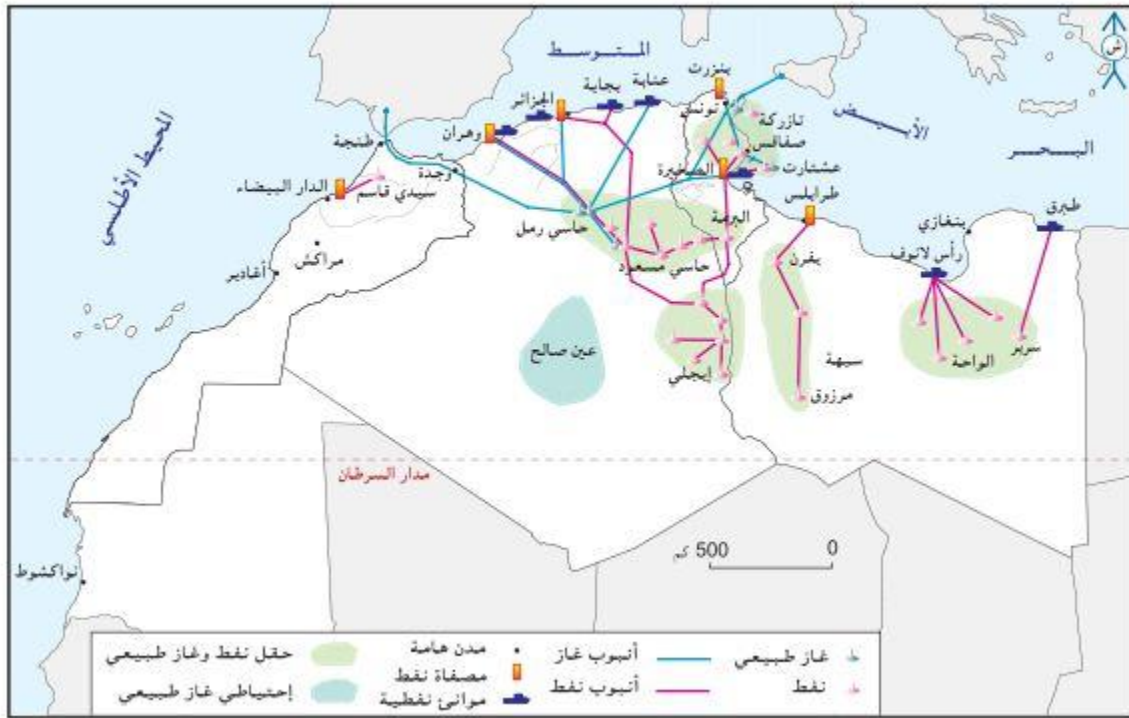 ش
المتوسط
الأبيض
البحر
المحيط الأطلسي
بنزرت
عنابة
بجاية
الجزائر
وهران
تونس
تازركة
صفاقس
عشتارت
الصخيرة
طنجة
وجدة
الدار البيضاء
سيدي قاسم
مراكش
أغادير
حاسي رمل
حاسي مسعود
البرمة
طرابلس
يفرن
بنغازي
طبرق
رأس لانوف
سرير
الواحة
سبهة
مرزوق
عين صالح
إيجلي
مدار السرطان
نواكشوط
500 كم
0
غاز طبيعي
نفط
أنبوب غاز
أنبوب نفط
مدن هامة
مصفاة نفط
موانئ نفطية
حقل نفط وغاز طبيعي
إحتياطي غاز طبيعي